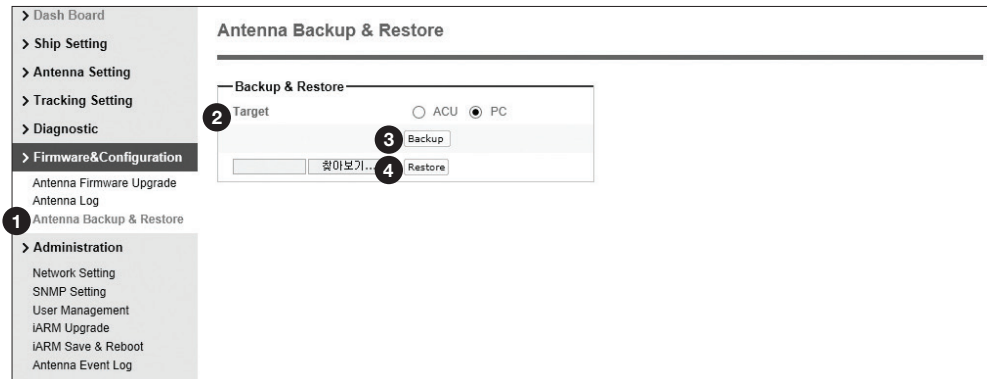 > Dash Board
> Ship Setting
> Antenna Setting
> Tracking Setting
> Diagnostic
> Firmware&Configuration
Antenna Firmware Upgrade
Antenna Log
1 Antenna Backup & Restore
> Administration
Network Setting
SNMP Setting
User Management
iARM Upgrade
iARM Save & Reboot
Antenna Event Log
Antenna Backup & Restore
Backup & Restore
2 Target ACU PC
3 Backup
찾아보기... 4 Restore